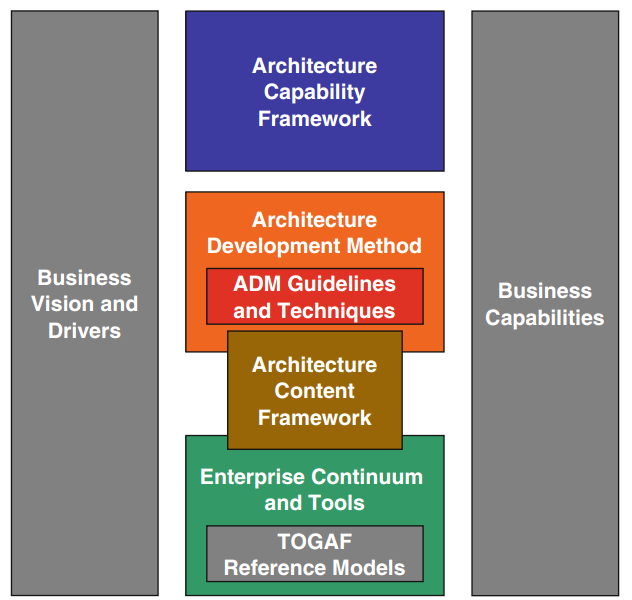 Business
Vision and
Drivers
Architecture
Capability
Framework
Architecture
Development Method
ADM Guidelines
and Techniques
Architecture
Content
Framework
Enterprise Continuum
and Tools
TOGAF
Reference Models
Business
Capabilities